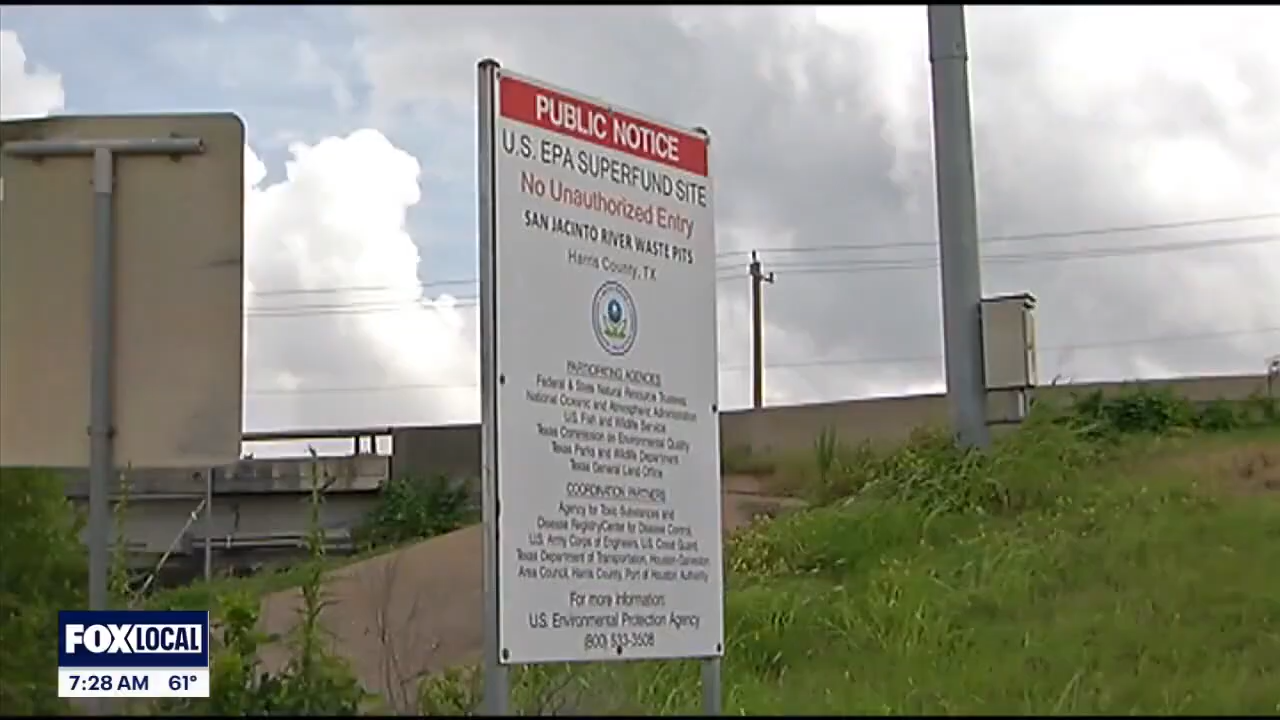 PUBLIC NOTICE
U.S. EPA SUPERFUND SITE
No Unauthorized Entry
SAN JACINTO RIVER WASTE PITS
Harris County, TX
PARTICIPATING AGENCIES
Federal & State Natural Resource Trustees,
National Oceanic and Atmospheric Administration
U.S. Fish and Wildlife Service
Texas Commission on Environmental Quality
Texas Parks and Wildlife Department
Texas General Land Office
COORDINATION PARTNERS
Agency for Toxic Substances and
Disease Registry/Center for Disease Control,
U.S. Army Corps of Engineers, U.S. Coast Guard,
Texas Department of Transportation, Houston-Galveston
Area Council, Harris County, Port of Houston Authority
For more information:
U.S. Environmental Protection Agency
(800) 533-3508
FOX LOCAL
7:28 AM 61°